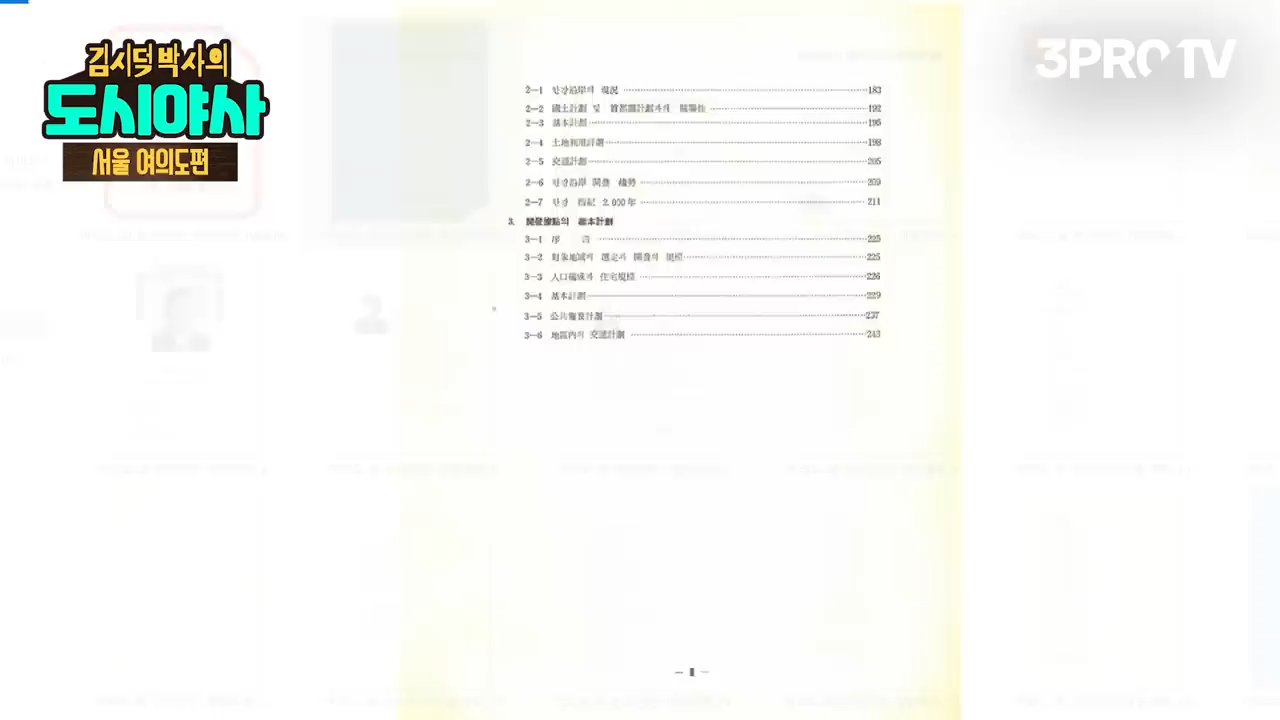 김시덕 박사의
도시야사
서울 여의도편
3PRO TV
2-1 한강沿岸의 現況 183
2-2 國土計劃 및 首都圈計劃과의 關聯性 192
2-3 基本計劃 195
2-4 土地利用計劃 198
2-5 交通計劃 205
2-6 한강沿岸 開發 趨勢 209
2-7 한강 西紀 2,000年 211
3. 開發據點의 基本計劃
3-1 序 言 225
3-2 對象地域의 選定과 開發의 規模 225
3-3 人口構成과 住宅規模 226
3-4 基本計劃 229
3-5 公共施設計劃 237
3-6 地區內의 交通計劃 243